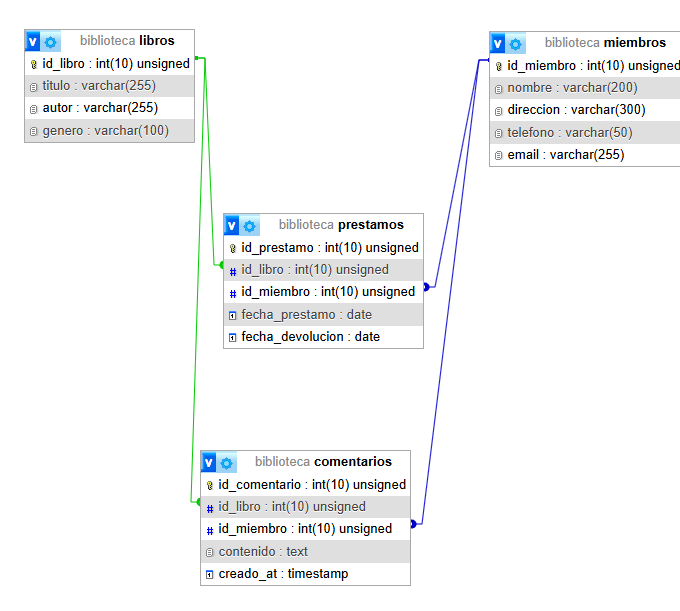 biblioteca libros
id_libro : int(10) unsigned
titulo : varchar(255)
autor : varchar(255)
genero : varchar(100)
biblioteca miembros
id_miembro : int(10) unsigned
nombre : varchar(200)
direccion : varchar(300)
telefono : varchar(50)
email : varchar(255)
biblioteca prestamos
id_prestamo : int(10) unsigned
# id_libro : int(10) unsigned
# id_miembro : int(10) unsigned
fecha_prestamo : date
fecha_devolucion : date
biblioteca comentarios
id_comentario : int(10) unsigned
# id_libro : int(10) unsigned
# id_miembro : int(10) unsigned
contenido : text
creado_at : timestamp